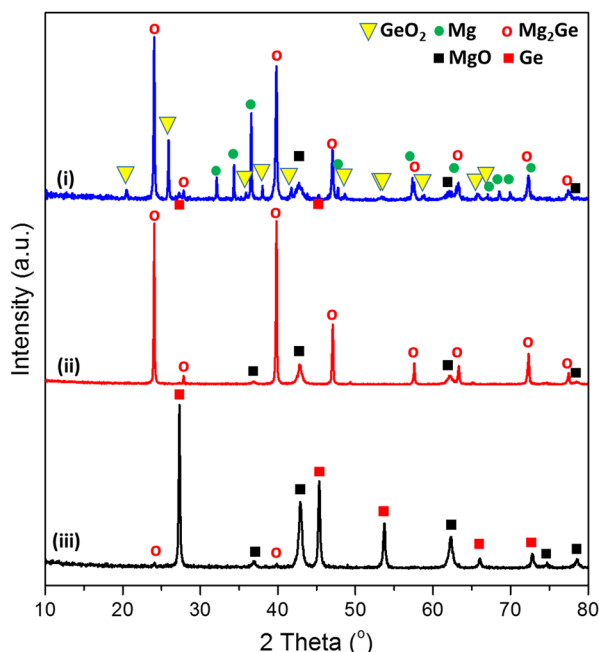 GeO₂ Mg Mg₂Ge
MgO Ge
(i)
(ii)
(iii)
Intensity (a.u.)
10 20 30 40 50 60 70 80
2 Theta (°)